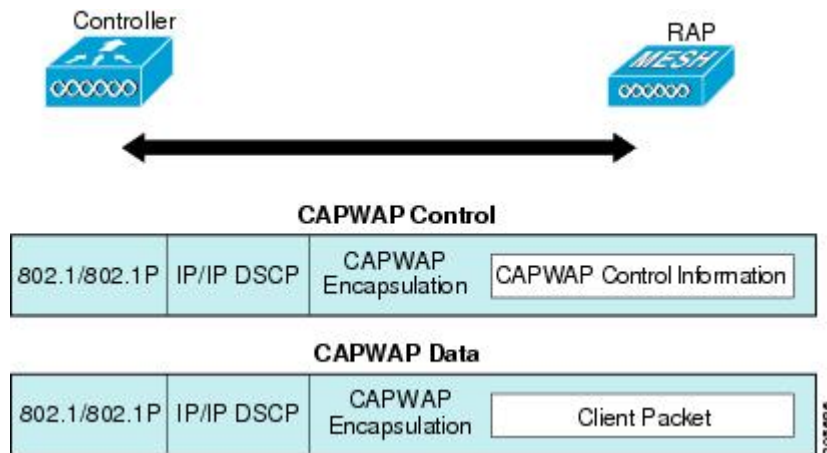 Controller
RAP
MESH
CAPWAP Control
802.1/802.1P IP/IP DSCP CAPWAP Encapsulation CAPWAP Control Information
CAPWAP Data
802.1/802.1P IP/IP DSCP CAPWAP Encapsulation Client Packet